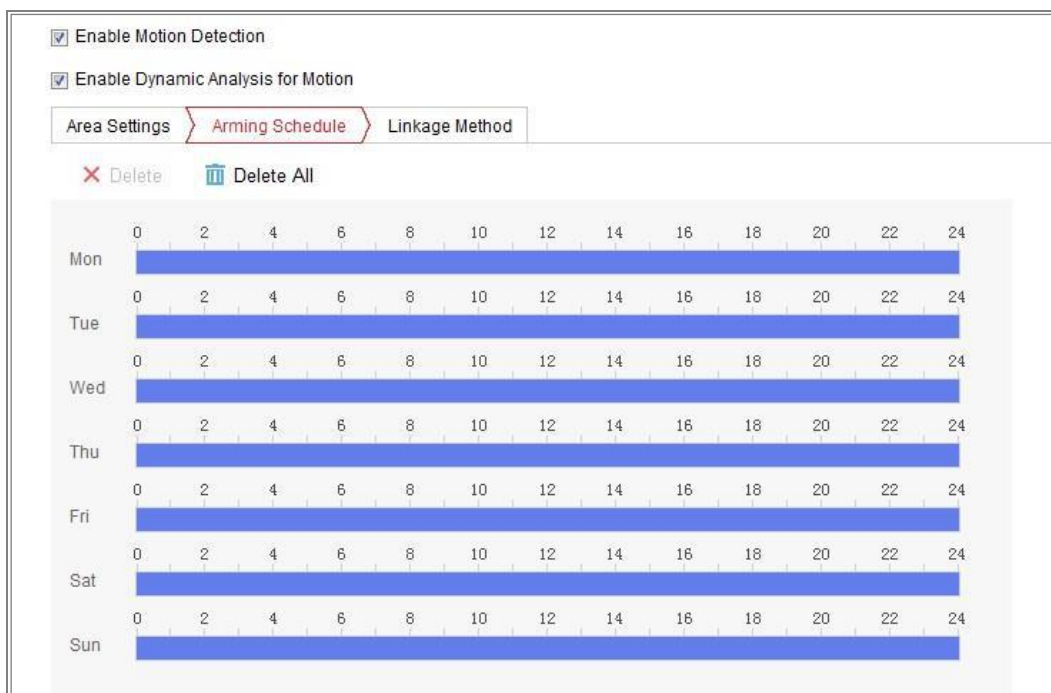 Enable Motion Detection
Enable Dynamic Analysis for Motion
Area Settings Arming Schedule Linkage Method
Delete Delete All
0 2 4 6 8 10 12 14 16 18 20 22 24
Mon
0 2 4 6 8 10 12 14 16 18 20 22 24
Tue
0 2 4 6 8 10 12 14 16 18 20 22 24
Wed
0 2 4 6 8 10 12 14 16 18 20 22 24
Thu
0 2 4 6 8 10 12 14 16 18 20 22 24
Fri
0 2 4 6 8 10 12 14 16 18 20 22 24
Sat
0 2 4 6 8 10 12 14 16 18 20 22 24
Sun